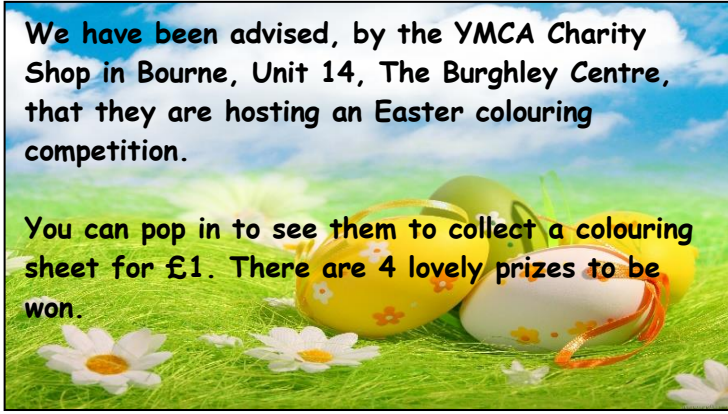 We have been advised, by the YMCA Charity
Shop in Bourne, Unit 14, The Burghley Centre,
that they are hosting an Easter colouring
competition.
You can pop in to see them to collect a colouring
sheet for £1. There are 4 lovely prizes to be
won.